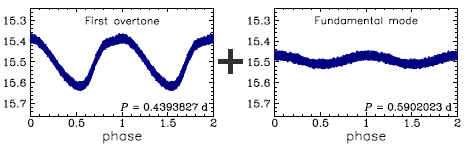 First overtone
15.3
15.4
15.5
15.6
15.7
P = 0.4393827 d
0 0.5 1 1.5 2
phase
+
Fundamental mode
15.3
15.4
15.5
15.6
15.7
P = 0.5902023 d
0 0.5 1 1.5 2
phase